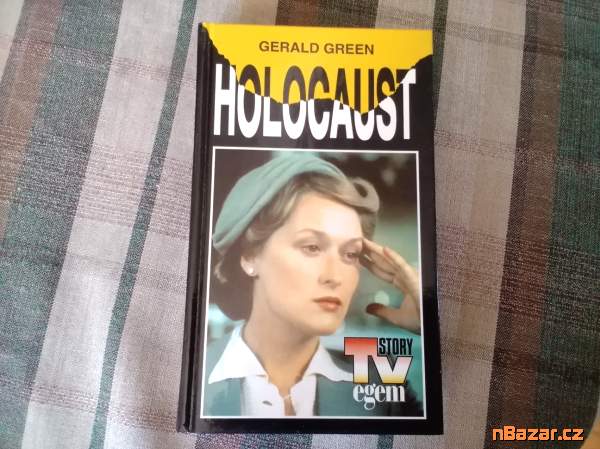 GERALD GREEN
HOLOCAUST
STORY
TV
egem
nBazar.cz